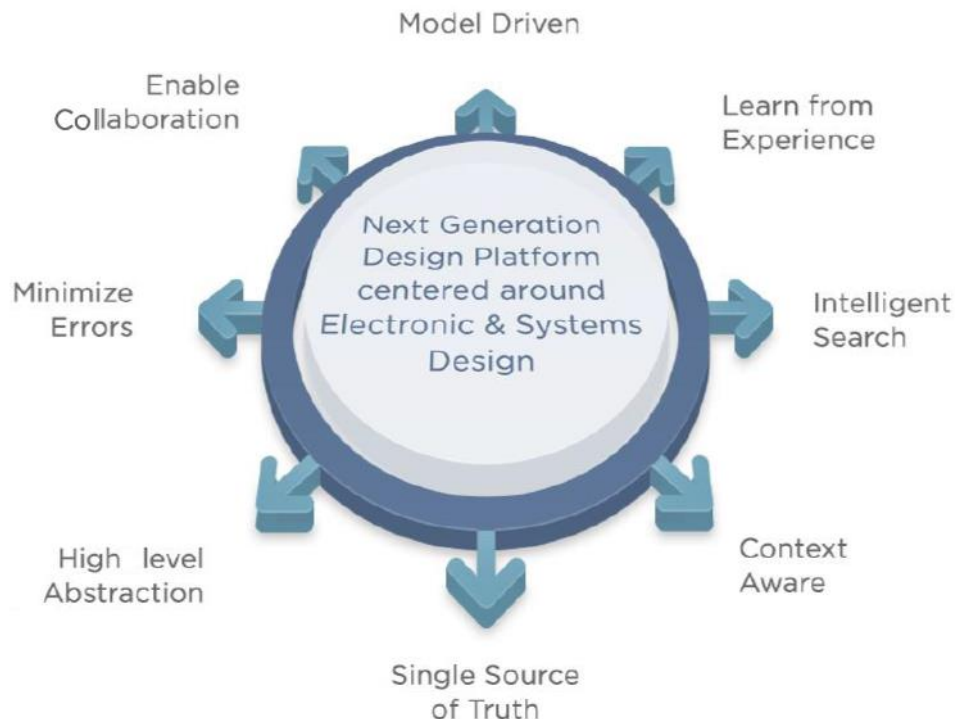 Model Driven
Enable
Collaboration
Learn from
Experience
Next Generation
Design Platform
centered around
Electronic & Systems
Design
Minimize
Errors
Intelligent
Search
High level
Abstraction
Context
Aware
Single Source
of Truth